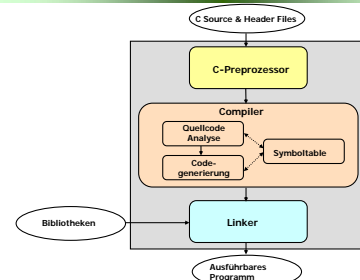 C Source & Header Files
C-Preprozessor
Compiler
Quellcode
Analyse
Symboltable
Code-
generierung
Bibliotheken
Linker
Ausführbares
Programm